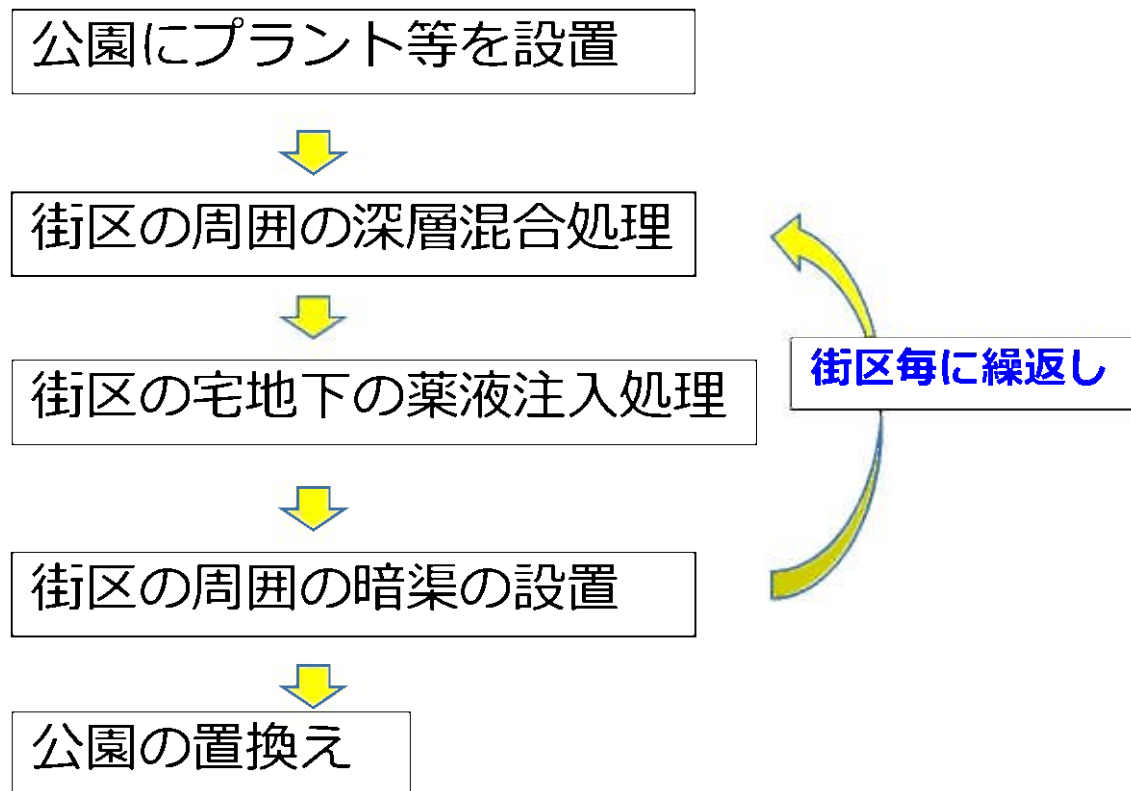 公園にプラント等を設置
街区の周囲の深層混合処理
街区の宅地下の薬液注入処理
街区毎に繰返し
街区の周囲の暗渠の設置
公園の置換え